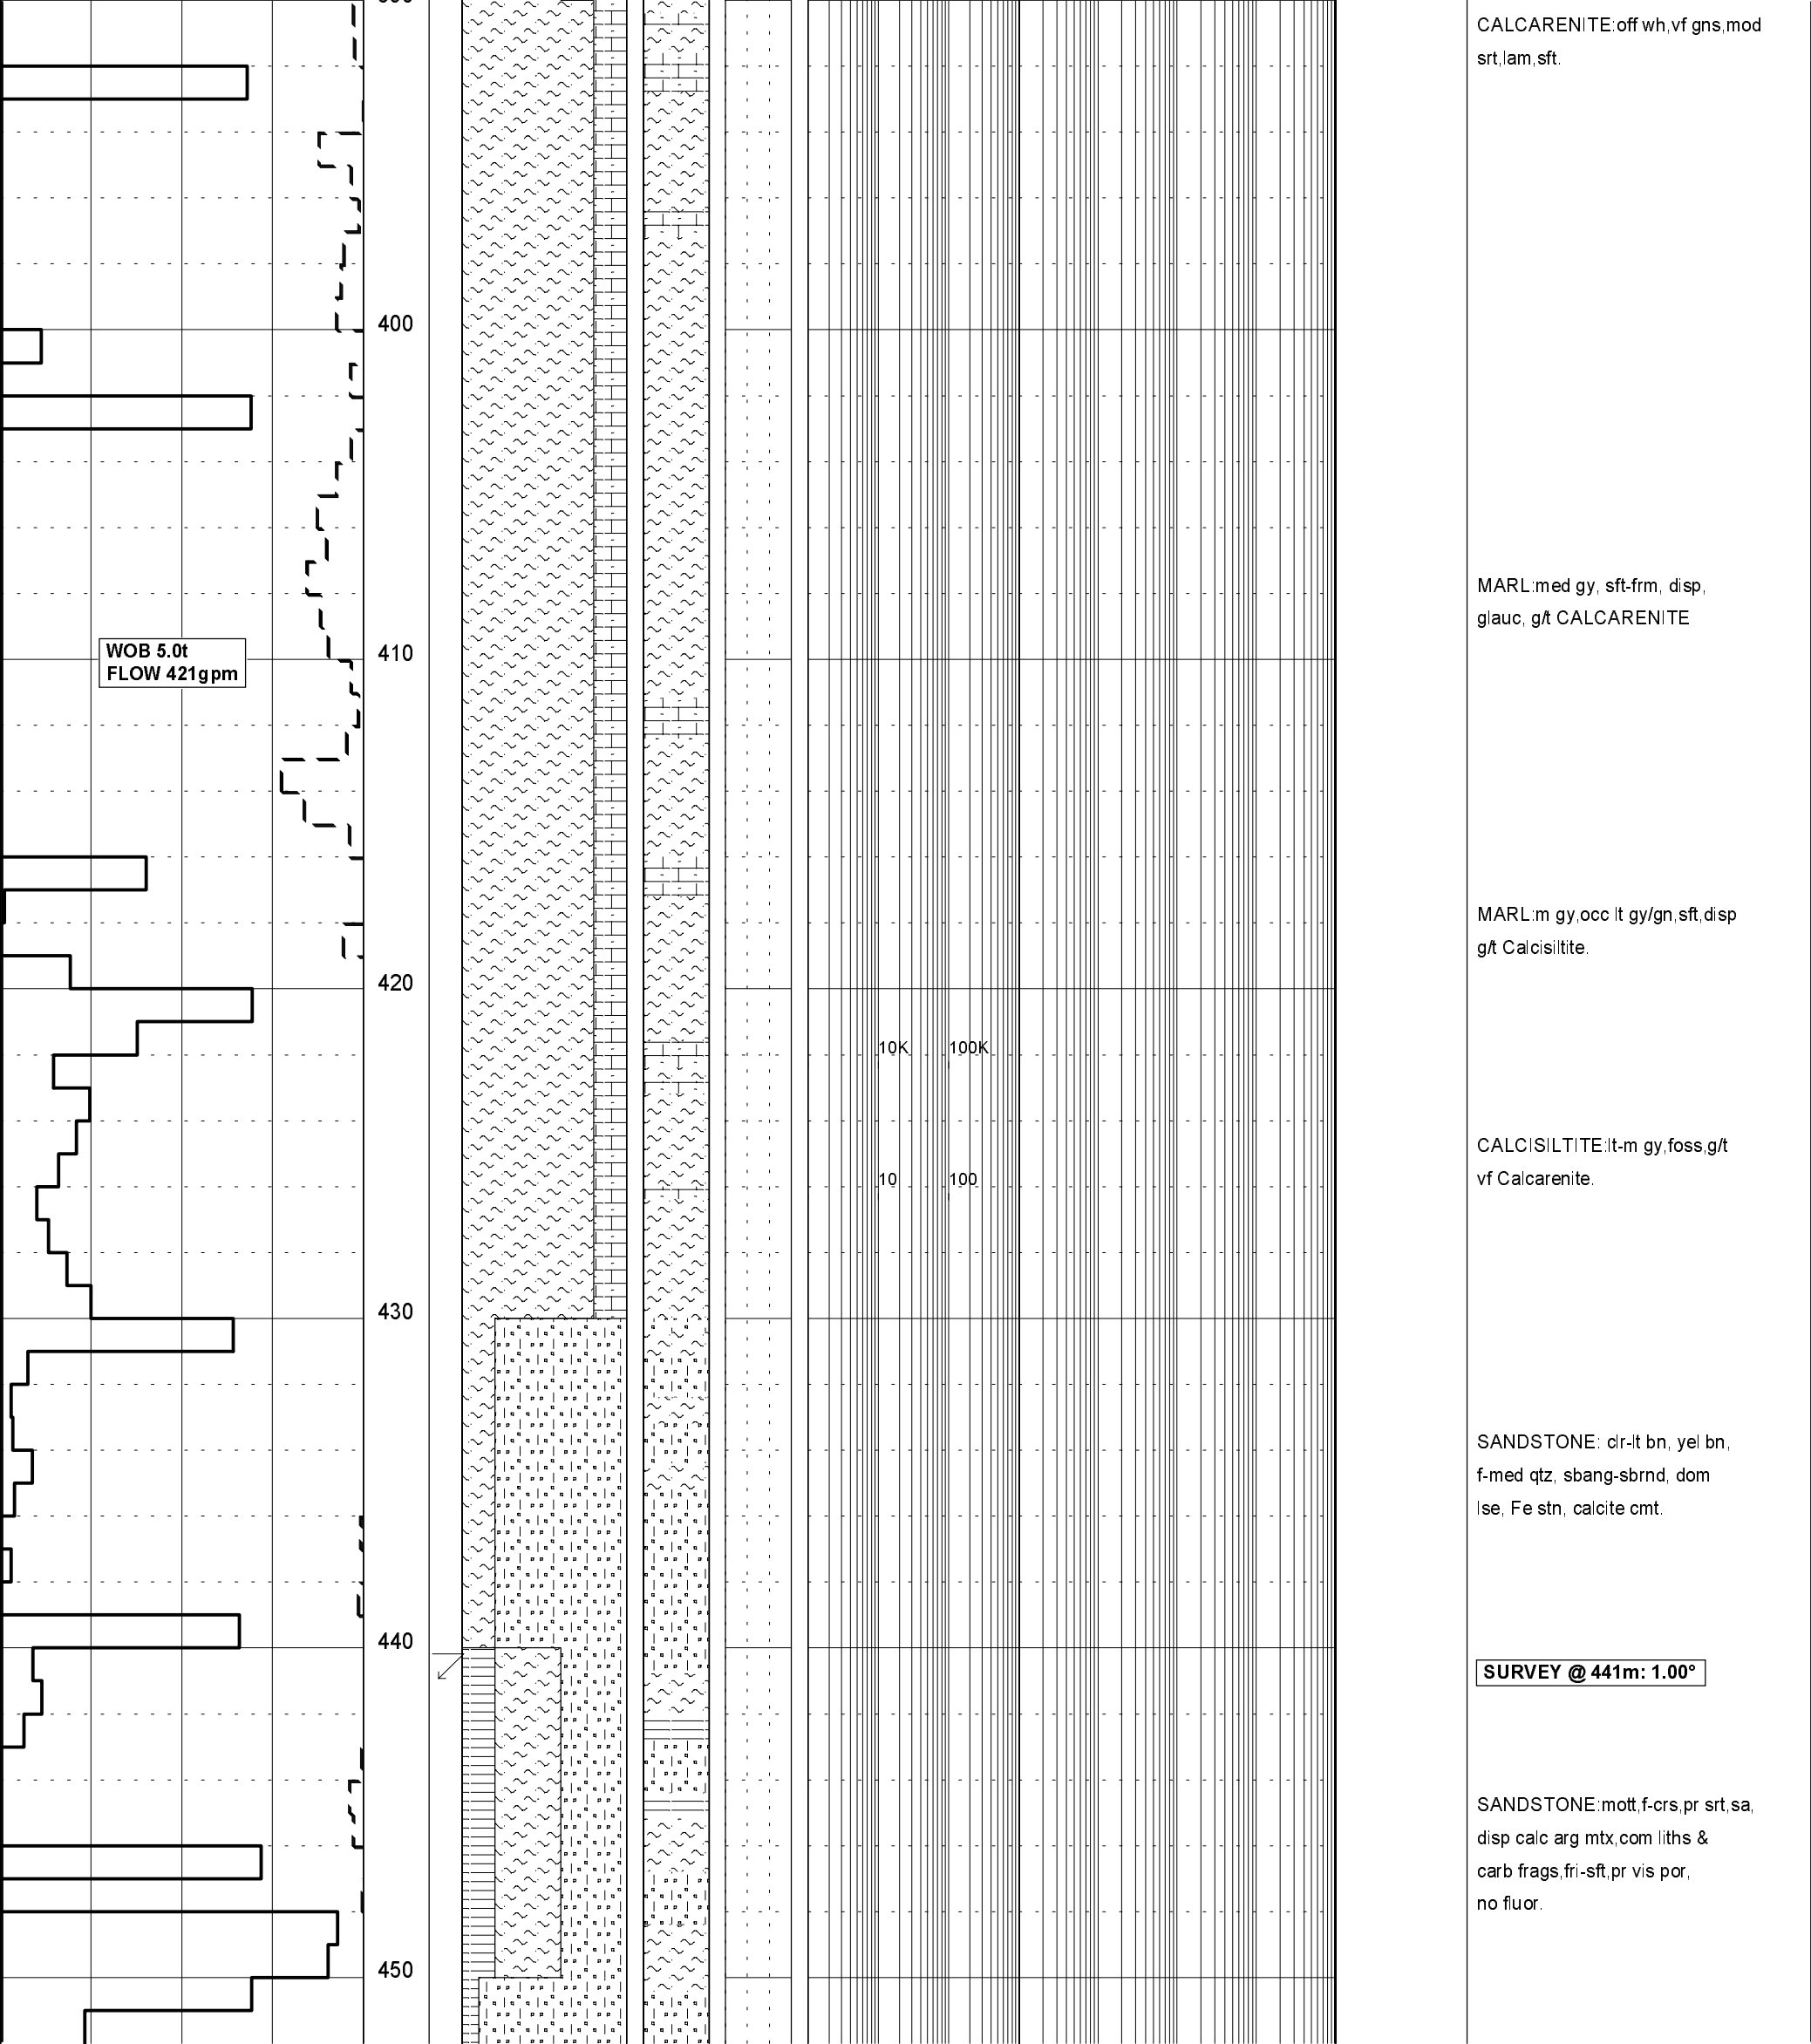 CALCARENITE:off wh,vf gns,mod
srt,lam,sft.
400
MARL:med gy, sft-frm, disp,
glauc, g/t CALCARENITE
WOB 5.0t
FLOW 421gpm
410
MARL:m gy,occ lt gy/gn,sft,disp
g/t Calcisiltite.
420
10K
100K
CALCISILTITE:lt-m gy,foss,g/t
vf Calcarenite.
10
100
430
SANDSTONE: clr-lt bn, yel bn,
f-med qtz, sbang-sbrnd, dom
lse, Fe stn, calcite cmt.
440
SURVEY @ 441m: 1.00°
SANDSTONE:mott,f-crs,pr srt,sa,
disp calc arg mtx,com liths &
carb frags,fri-sft,pr vis por,
no fluor.
450